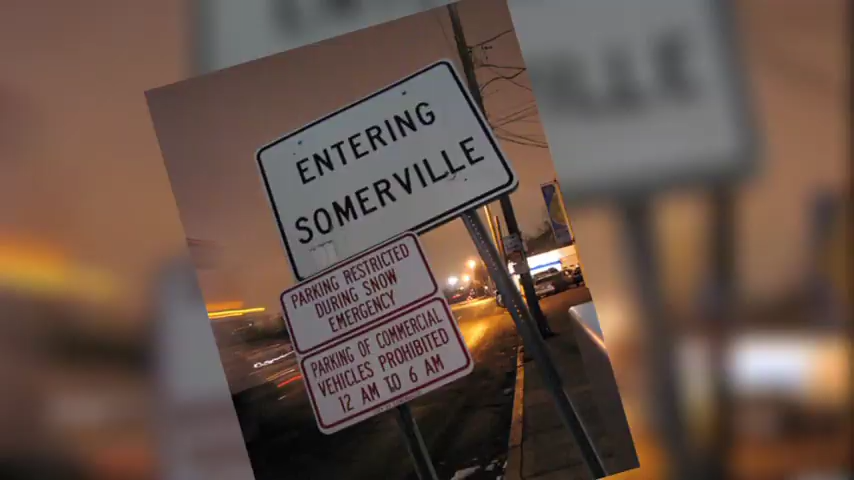 ENTERING
SOMERVILLE
PARKING RESTRICTED
DURING SNOW
EMERGENCY
PARKING OF COMMERCIAL
VEHICLES PROHIBITED
12 AM TO 6 AM